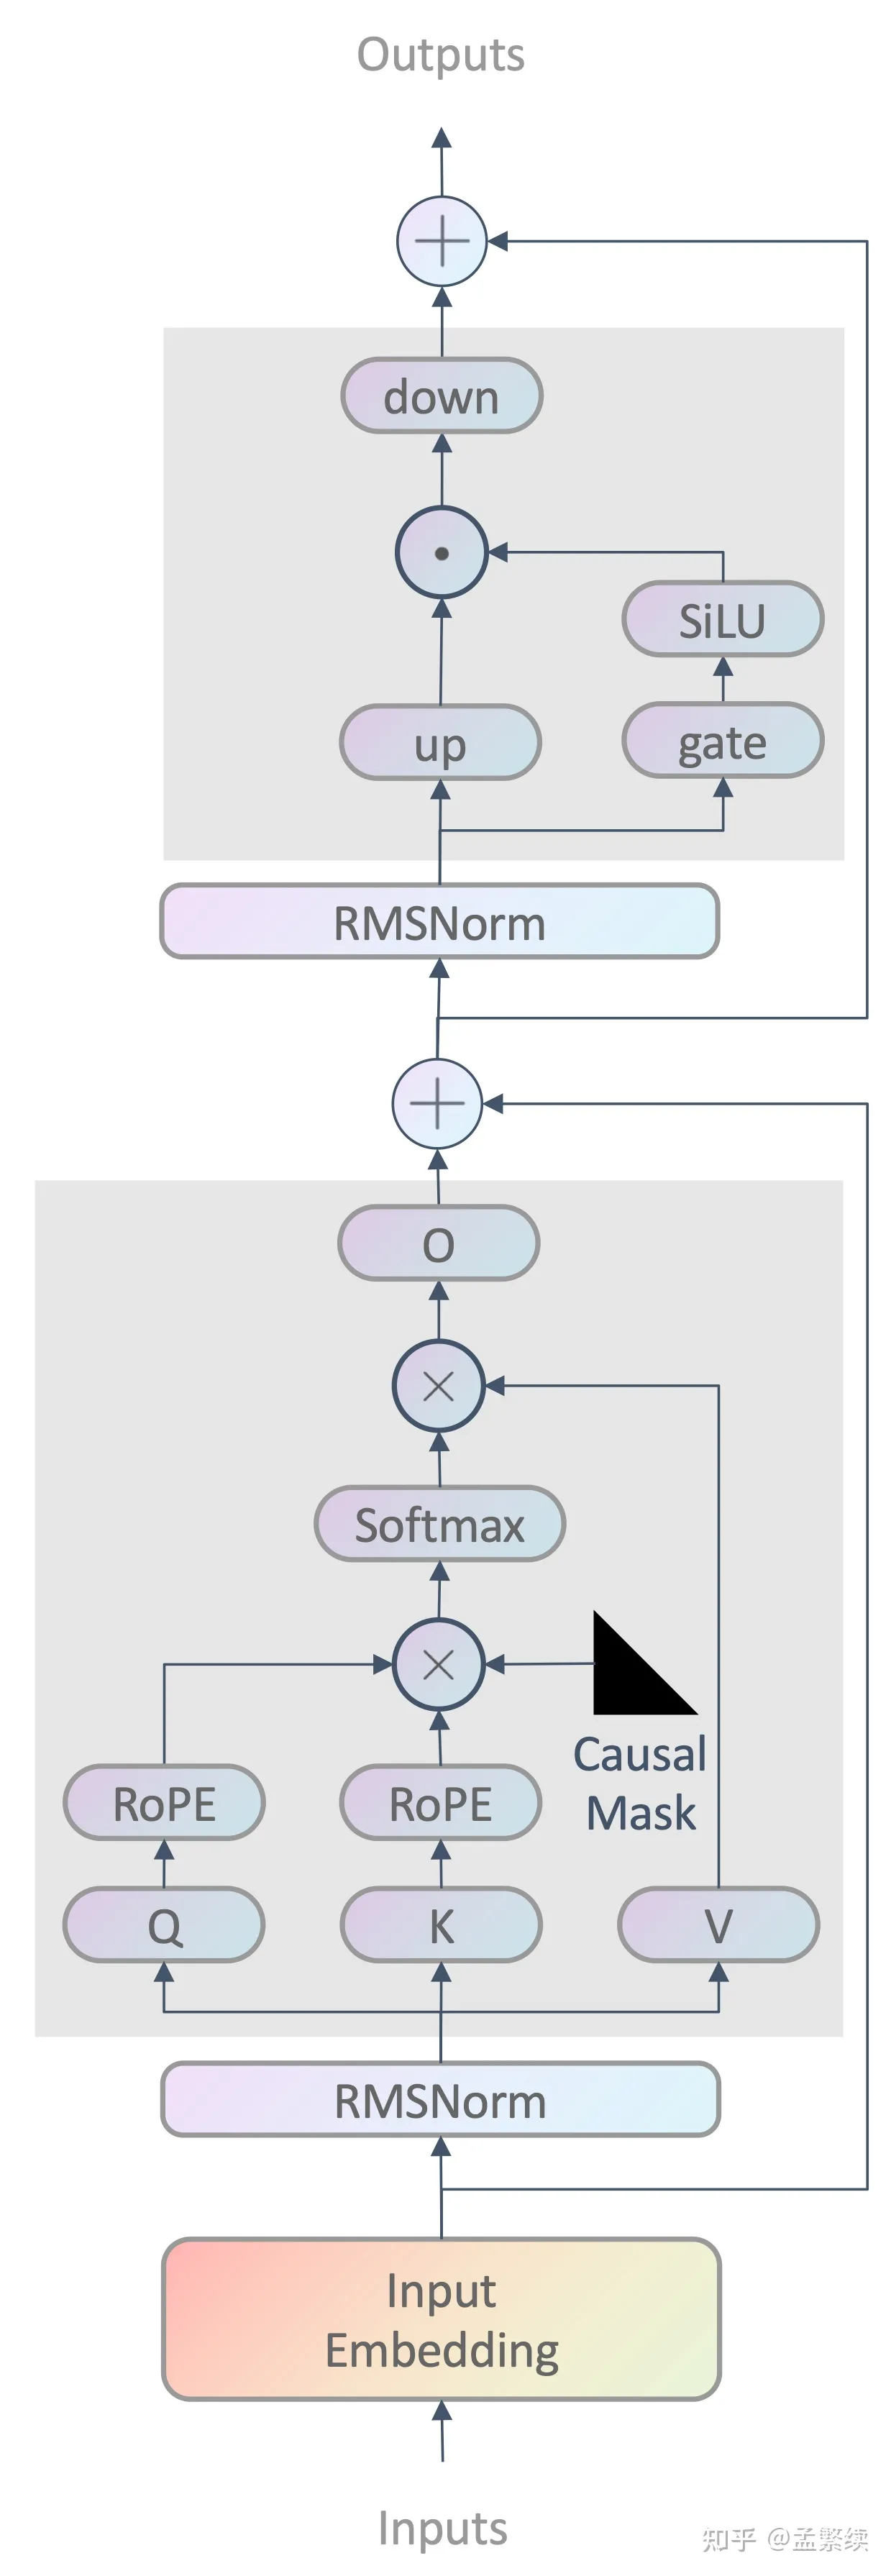 Outputs
down
SiLU
up
gate
RMSNorm
O
Softmax
Causal
Mask
RoPE
RoPE
Q
K
V
RMSNorm
Input
Embedding
Inputs
知乎 @孟繁续